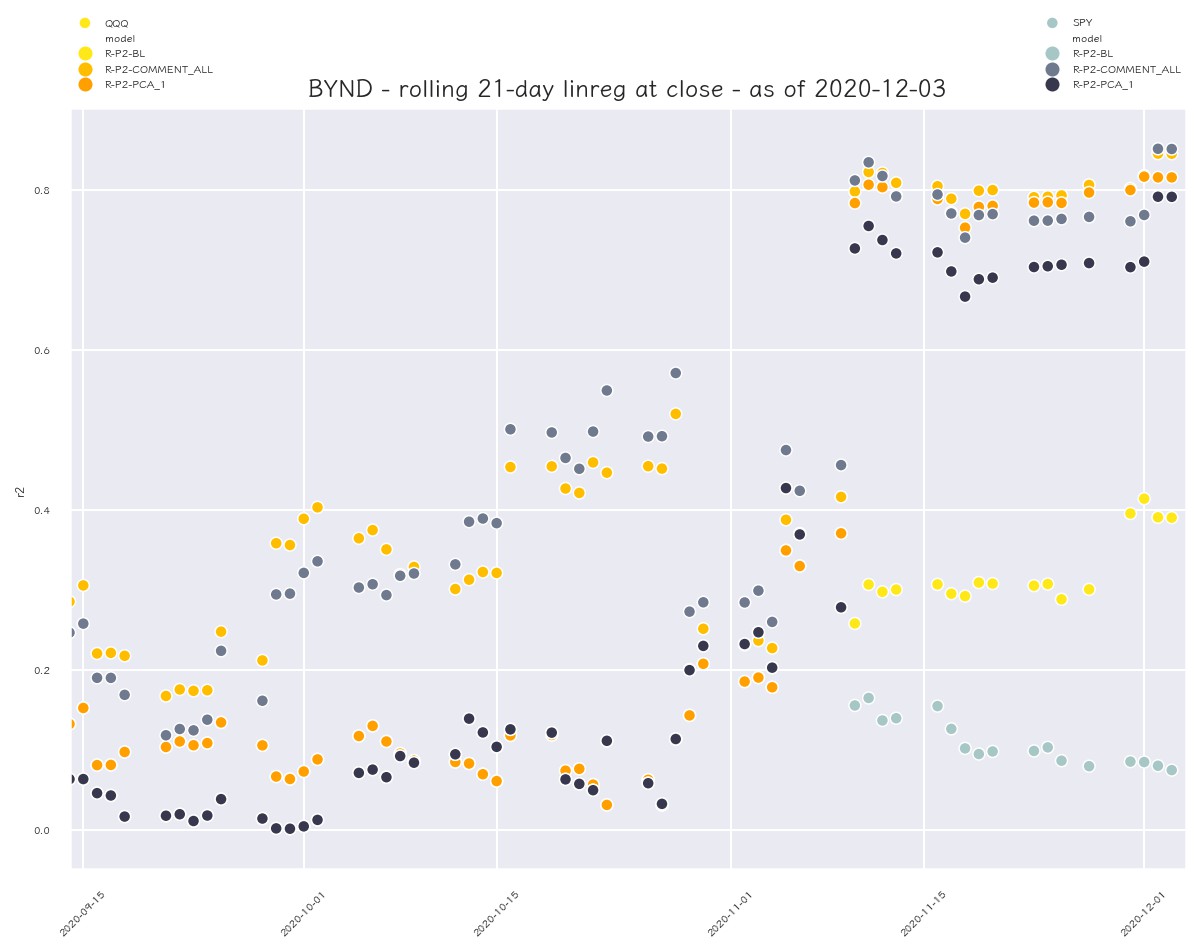 QQQ
model
R-P2-BL
R-P2-COMMENT_ALL
R-P2-PCA_1
SPY
model
R-P2-BL
R-P2-COMMENT_ALL
R-P2-PCA_1
BYND - rolling 21-day linreg at close - as of 2020-12-03
r2
0.8
0.6
0.4
0.2
0.0
2020-09-15
2020-10-01
2020-10-15
2020-11-01
2020-11-15
2020-12-01